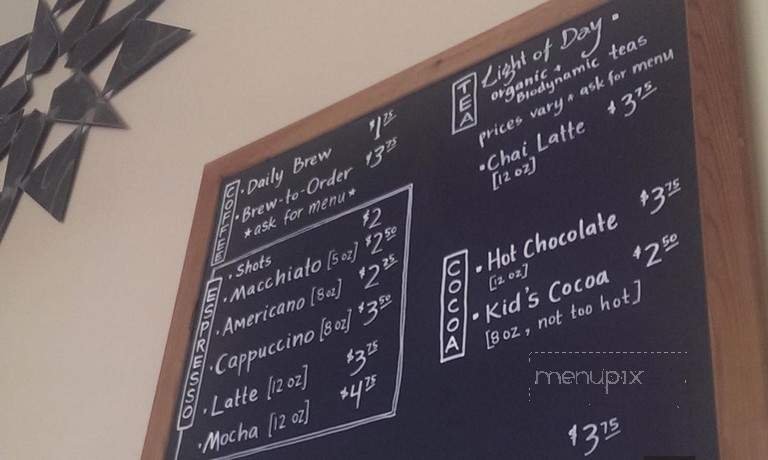 COFFEE
• Daily Brew $1.75
• Brew-to-Order $3.75
*ask for menu*
ESPRESSO
• Shots $2
• Macchiato [5 oz] $2.50
• Americano [8 oz] $2.25
• Cappuccino [8 oz] $3.50
• Latte [12 oz] $3.75
• Mocha [12 oz] $4.25
TEA
Light of Day •
organic +
Biodynamic teas
prices vary * ask for menu
• Chai Latte $3.75
[12 oz]
COCOA
• Hot Chocolate $3.75
[12 oz]
• Kid's Cocoa $2.50
[8 oz, not too hot]
menupix
$3.75